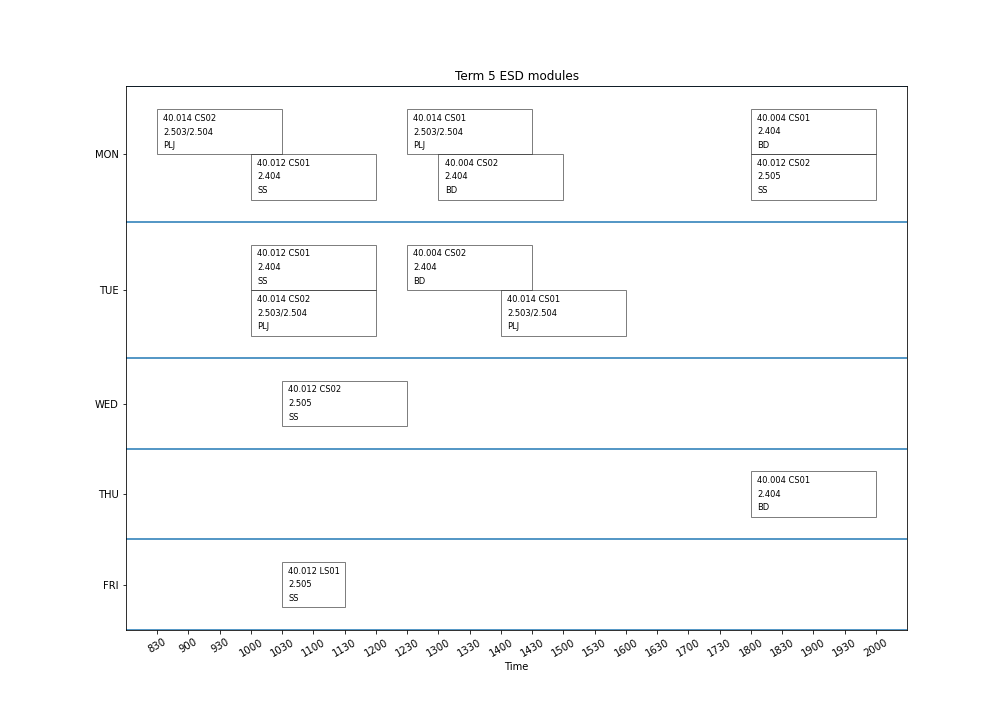 Term 5 ESD modules
MON
40.014 CS02
2.503/2.504
PLJ
40.012 CS01
2.404
SS
40.014 CS01
2.503/2.504
PLJ
40.004 CS02
2.404
BD
40.004 CS01
2.404
BD
40.012 CS02
2.505
SS
TUE
40.012 CS01
2.404
SS
40.014 CS02
2.503/2.504
PLJ
40.004 CS02
2.404
BD
40.014 CS01
2.503/2.504
PLJ
WED
40.012 CS02
2.505
SS
THU
40.004 CS01
2.404
BD
FRI
40.012 LS01
2.505
SS
830 900 930 1000 1030 1100 1130 1200 1230 1300 1330 1400 1430 1500 1530 1600 1630 1700 1730 1800 1830 1900 1930 2000
Time